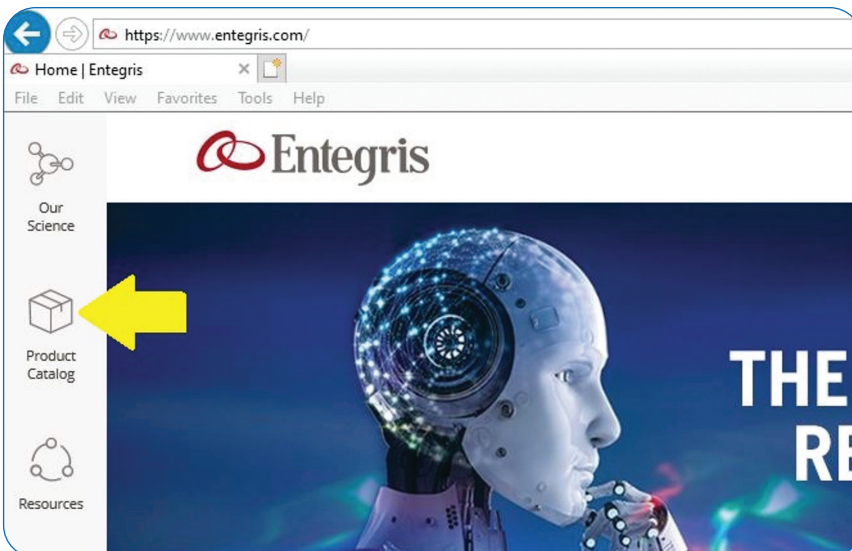 https://www.entegris.com/
Home | Entegris
File Edit View Favorites Tools Help
Entegris
Our
Science
Product
Catalog
Resources
THE
RE